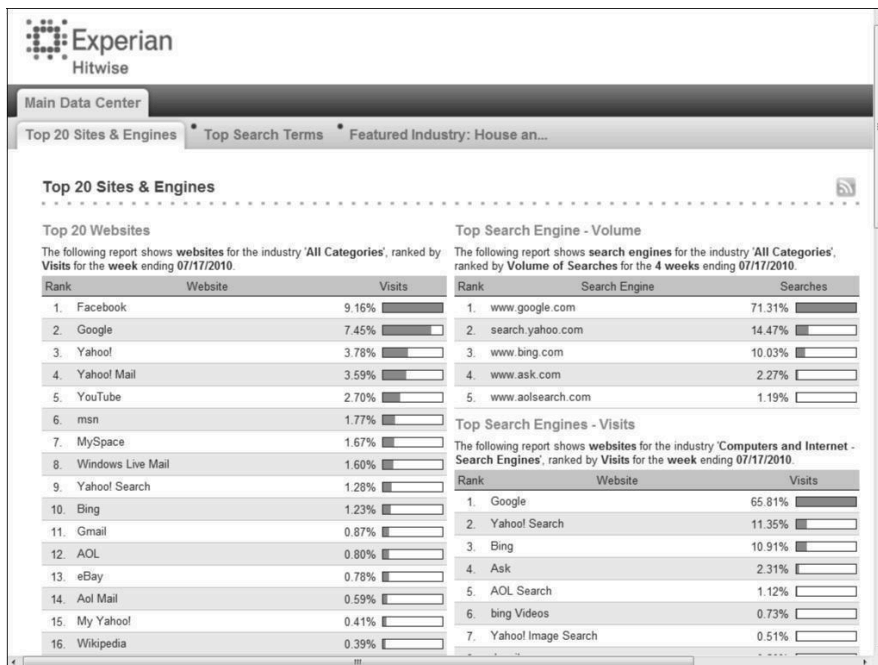 Experian
Hitwise
Main Data Center
Top 20 Sites & Engines
Top Search Terms
Featured Industry: House an...
Top 20 Sites & Engines
Top 20 Websites
The following report shows websites for the industry 'All Categories', ranked by
Visits for the week ending 07/17/2010.
Rank Website Visits
1. Facebook 9.16%
2. Google 7.45%
3. Yahoo! 3.78%
4. Yahoo! Mail 3.59%
5. YouTube 2.70%
6. msn 1.77%
7. MySpace 1.67%
8. Windows Live Mail 1.60%
9. Yahoo! Search 1.28%
10. Bing 1.23%
11. Gmail 0.87%
12. AOL 0.80%
13. eBay 0.78%
14. Aol Mail 0.59%
15. My Yahoo! 0.41%
16. Wikipedia 0.39%
Top Search Engine - Volume
The following report shows search engines for the industry 'All Categories',
ranked by Volume of Searches for the 4 weeks ending 07/17/2010.
Rank Search Engine Searches
1. www.google.com 71.31%
2. search.yahoo.com 14.47%
3. www.bing.com 10.03%
4. www.ask.com 2.27%
5. www.aolsearch.com 1.19%
Top Search Engines - Visits
The following report shows websites for the industry 'Computers and Internet -
Search Engines', ranked by Visits for the week ending 07/17/2010.
Rank Website Visits
1. Google 65.81%
2. Yahoo! Search 11.35%
3. Bing 10.91%
4. Ask 2.31%
5. AOL Search 1.12%
6. bing Videos 0.73%
7. Yahoo! Image Search 0.51%